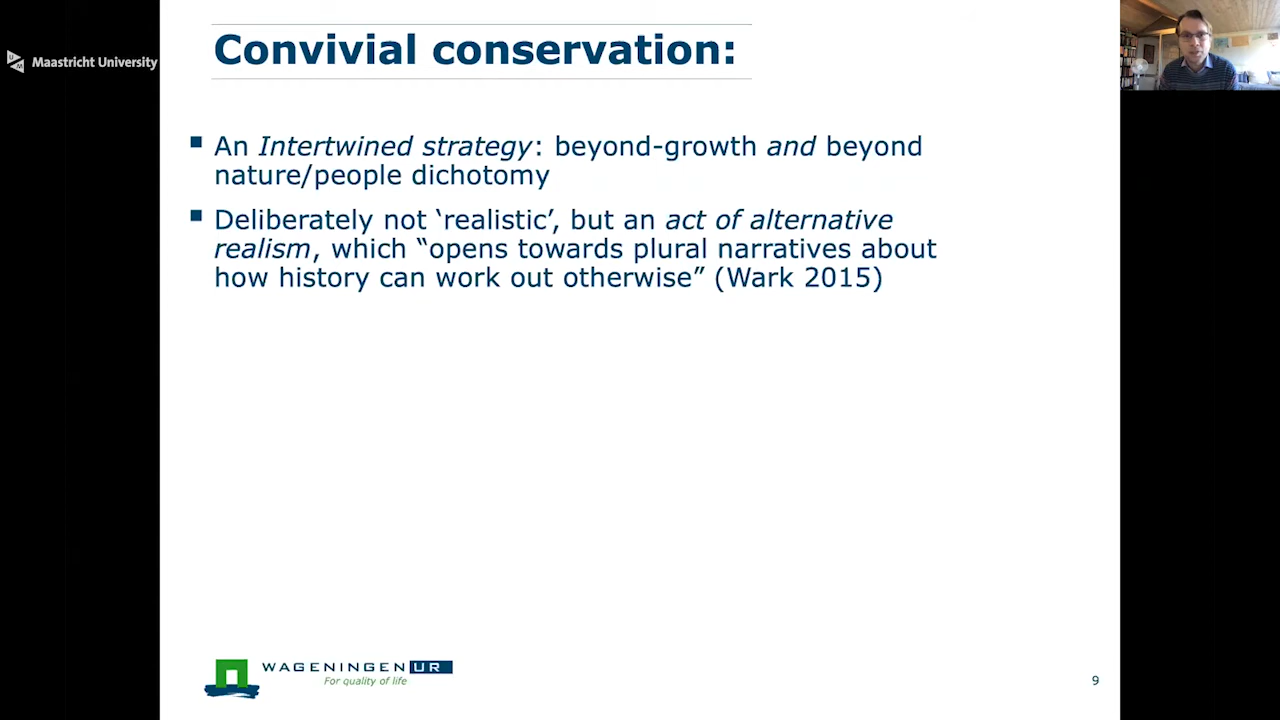 Convivial conservation:
Maastricht University
An Intertwined strategy: beyond-growth and beyond
nature/people dichotomy
Deliberately not ‘realistic’, but an act of alternative
realism, which “opens towards plural narratives about
how history can work out otherwise” (Wark 2015)
WAGENINGEN UR
For quality of life
9